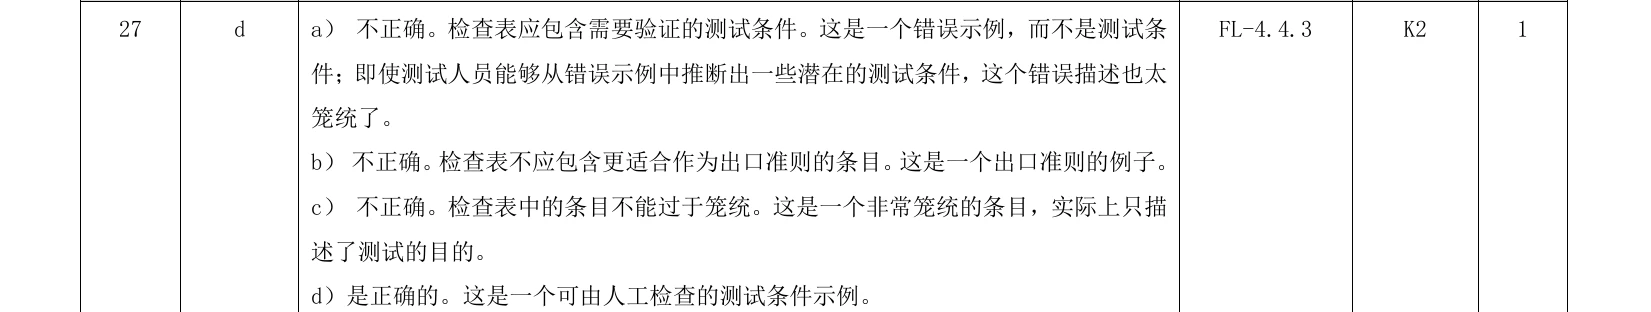 27 d a） 不正确。检查表应包含需要验证的测试条件。这是一个错误示例，而不是测试条 FL-4.4.3 K2 1
件；即使测试人员能够从错误示例中推断出一些潜在的测试条件，这个错误描述也太
笼统了。
b） 不正确。检查表不应包含更适合作为出口准则的条目。这是一个出口准则的例子。
c） 不正确。检查表中的条目不能过于笼统。这是一个非常笼统的条目，实际上只描
述了测试的目的。
d）是正确的。这是一个可由人工检查的测试条件示例。